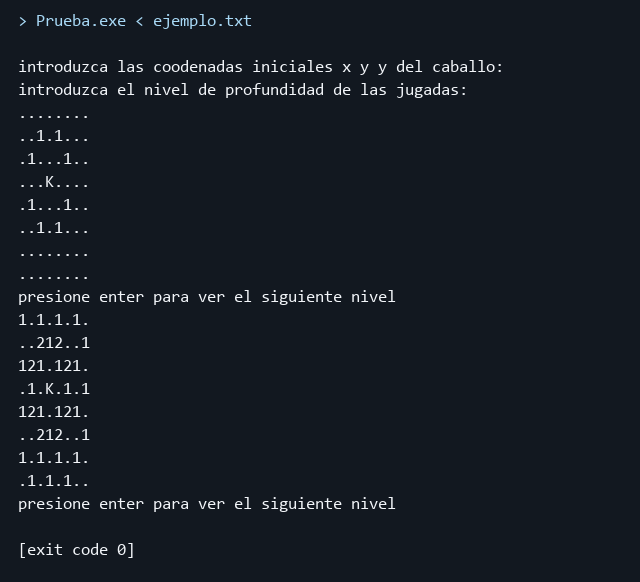 > Prueba.exe < ejemplo.txt
introduzca las coodenadas iniciales x y y del caballo:
introduzca el nivel de profundidad de las jugadas:
........
..1.1...
.1...1..
...K....
.1...1..
..1.1...
........
........
presione enter para ver el siguiente nivel
1.1.1.1.
..212..1
121.121.
.1.K.1.1
121.121.
..212..1
1.1.1.1.
.1.1.1..
presione enter para ver el siguiente nivel
[exit code 0]